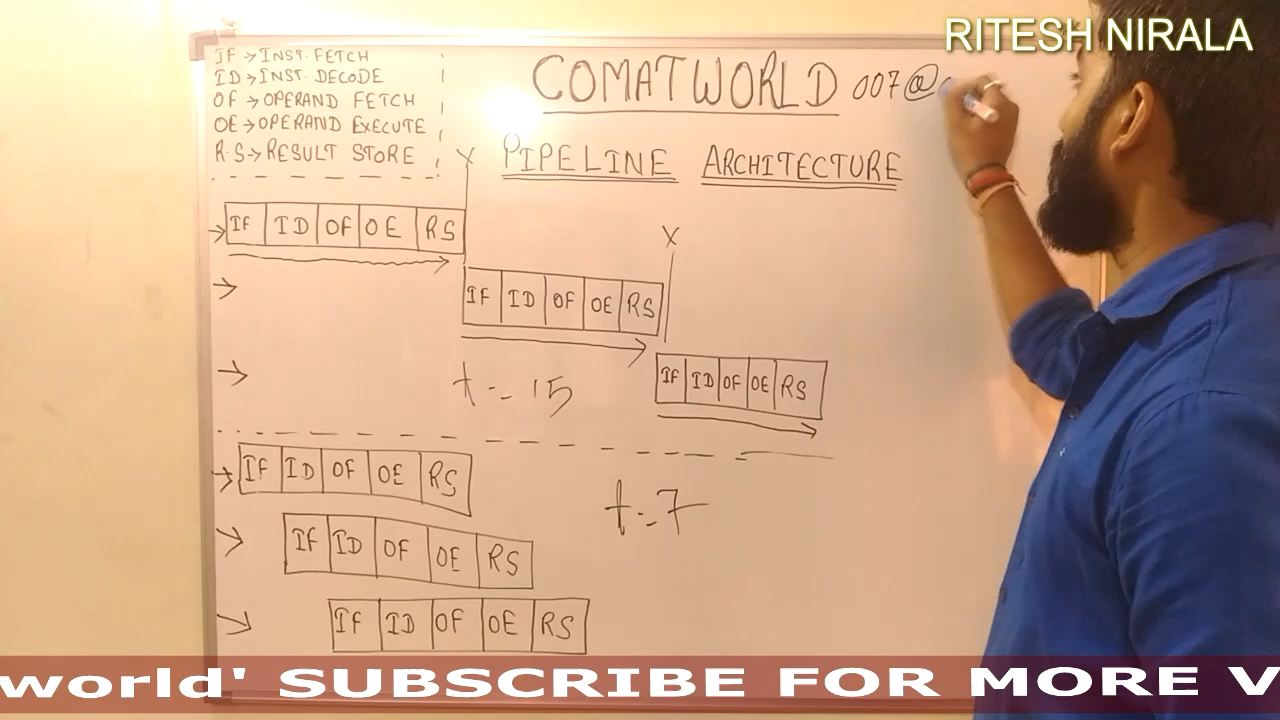 RITESH NIRALA
IF → INST. FETCH
ID → INST. DECODE
OF → OPERAND FETCH
OE → OPERAND EXECUTE
R.S → RESULT STORE
COMATWORLD 007@
PIPELINE ARCHITECTURE
IF ID OF OE RS
IF ID OF OE RS
IF ID OF OE RS
t = 15
IF ID OF OE RS
t = 7
IF ID OF OE RS
IF ID OF OE RS
world' SUBSCRIBE FOR MORE V